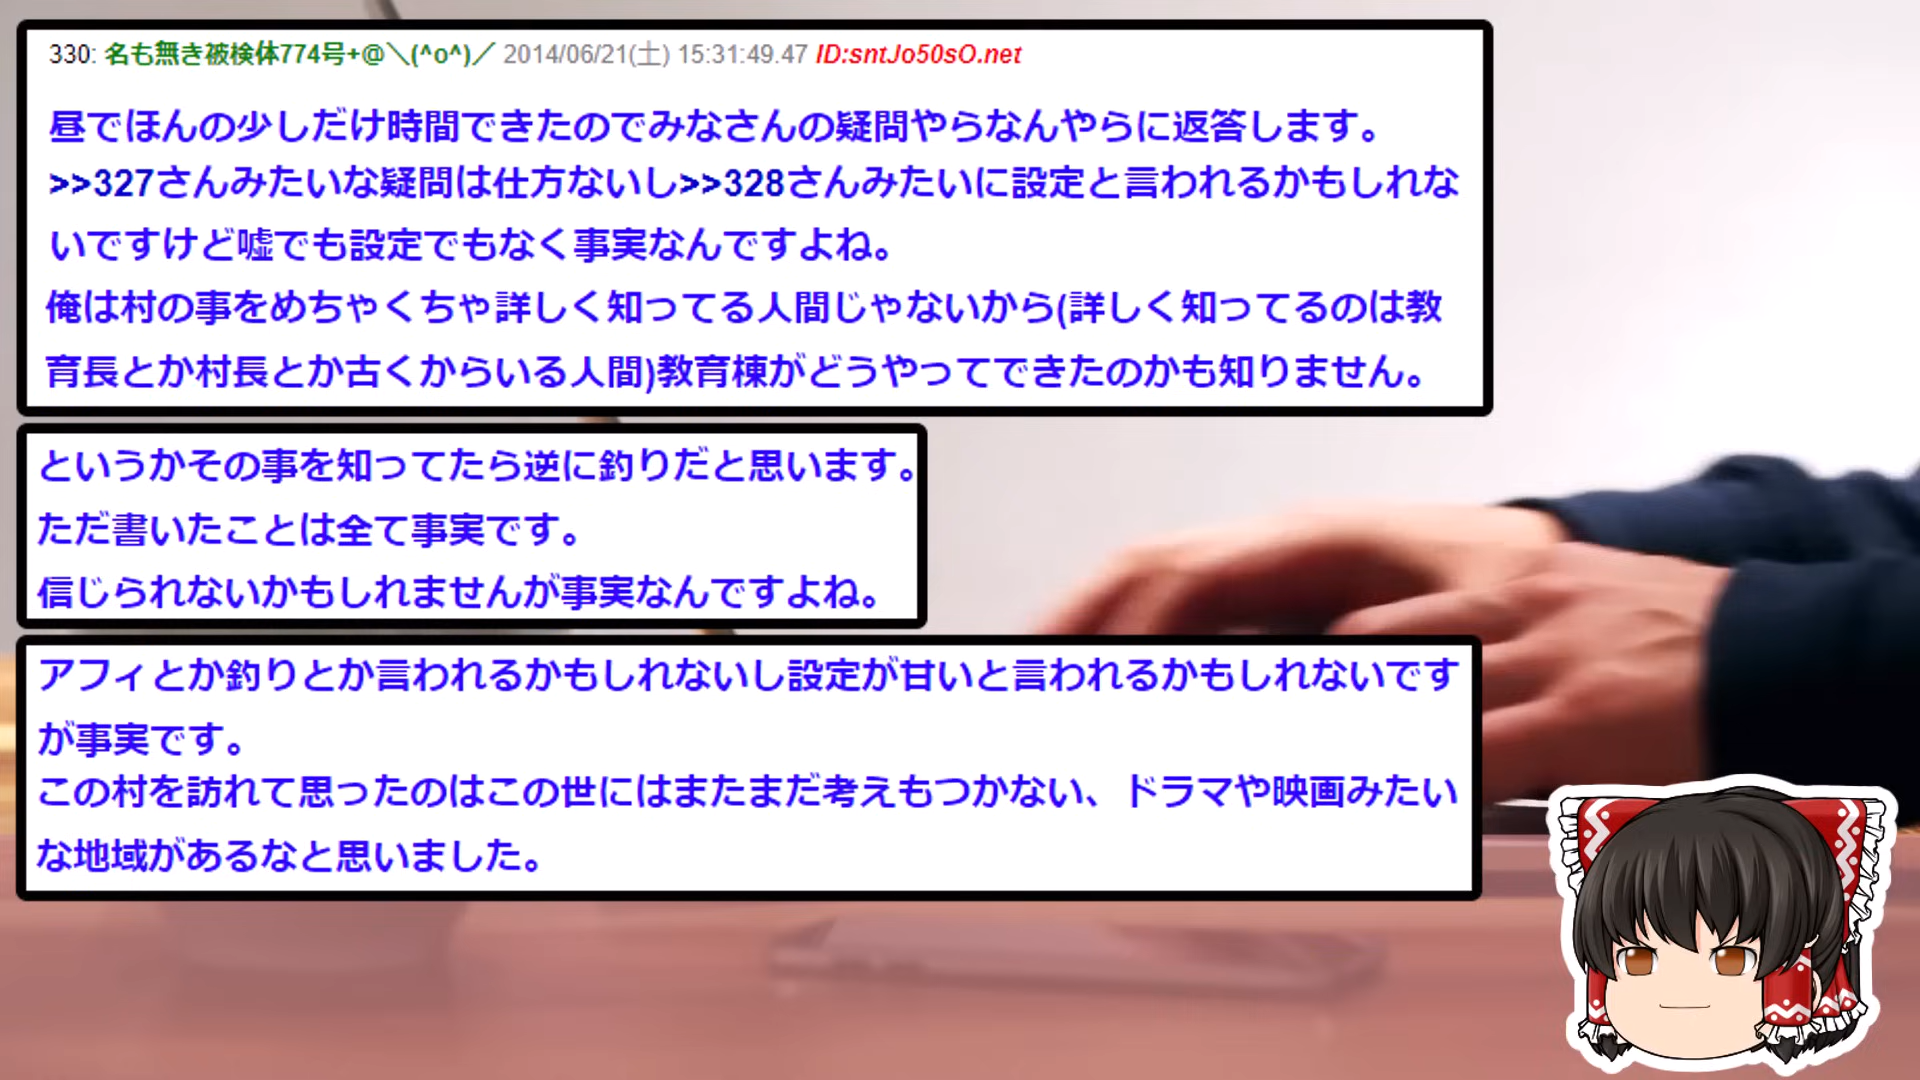 330: 名も無き被検体774号+@＼(^o^)／ 2014/06/21(土) 15:31:49.47 ID:sntJo50sO.net
昼でほんの少しだけ時間できたのでみなさんの疑問やらなんやらに返答します。
>>327さんみたいな疑問は仕方ないし>>328さんみたいに設定と言われるかもしれな
いですけど嘘でも設定でもなく事実なんですよね。
俺は村の事をめちゃくちゃ詳しく知ってる人間じゃないから(詳しく知ってるのは教
育長とか村長とか古くからいる人間)教育棟がどうやってできたのかも知りません。
というかその事を知ってたら逆に釣りだと思います。
ただ書いたことは全て事実です。
信じられないかもしれませんが事実なんですよね。
アフィとか釣りとか言われるかもしれないし設定が甘いと言われるかもしれないです
が事実です。
この村を訪れて思ったのはこの世にはまたまだ考えもつかない、ドラマや映画みたい
な地域があるなと思いました。